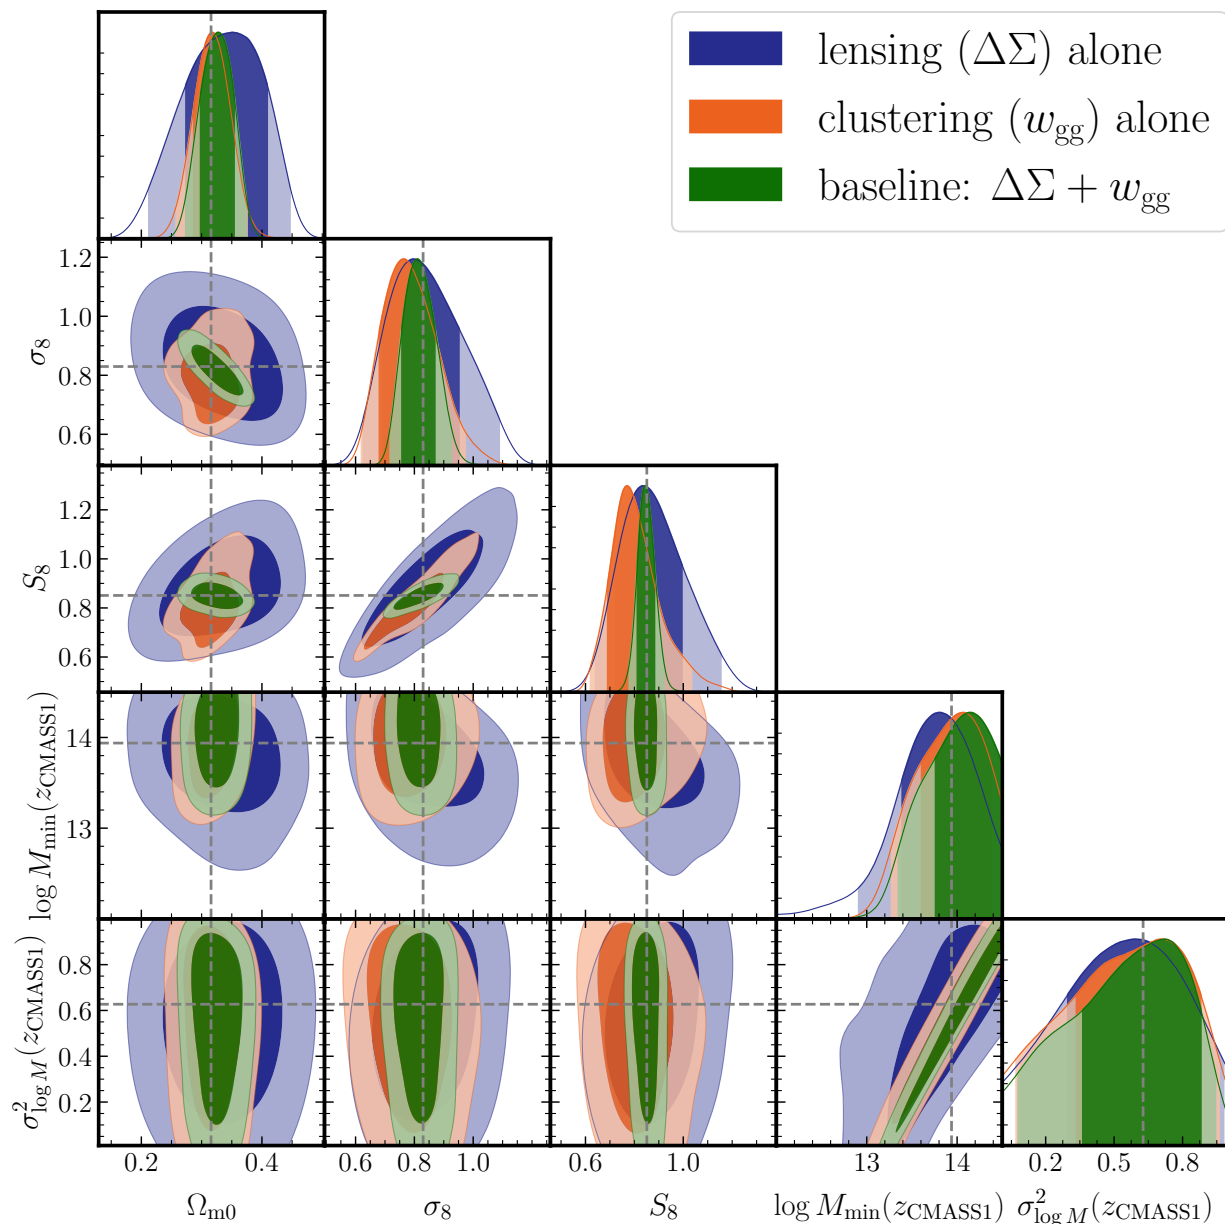 lensing (ΔΣ) alone
clustering (w_gg) alone
baseline: ΔΣ + w_gg
1.2
1.0
0.8
0.6
σ_8
1.2
1.0
0.8
0.6
S_8
14
13
log M_min(z_CMASS1)
0.8
0.6
0.4
0.2
σ²_log M(z_CMASS1)
0.2 0.4 0.6 0.8 1.0 0.6 0.8 1.0 13 14 0.2 0.5 0.8
Ω_m0 σ_8 S_8 log M_min(z_CMASS1) σ²_log M(z_CMASS1)